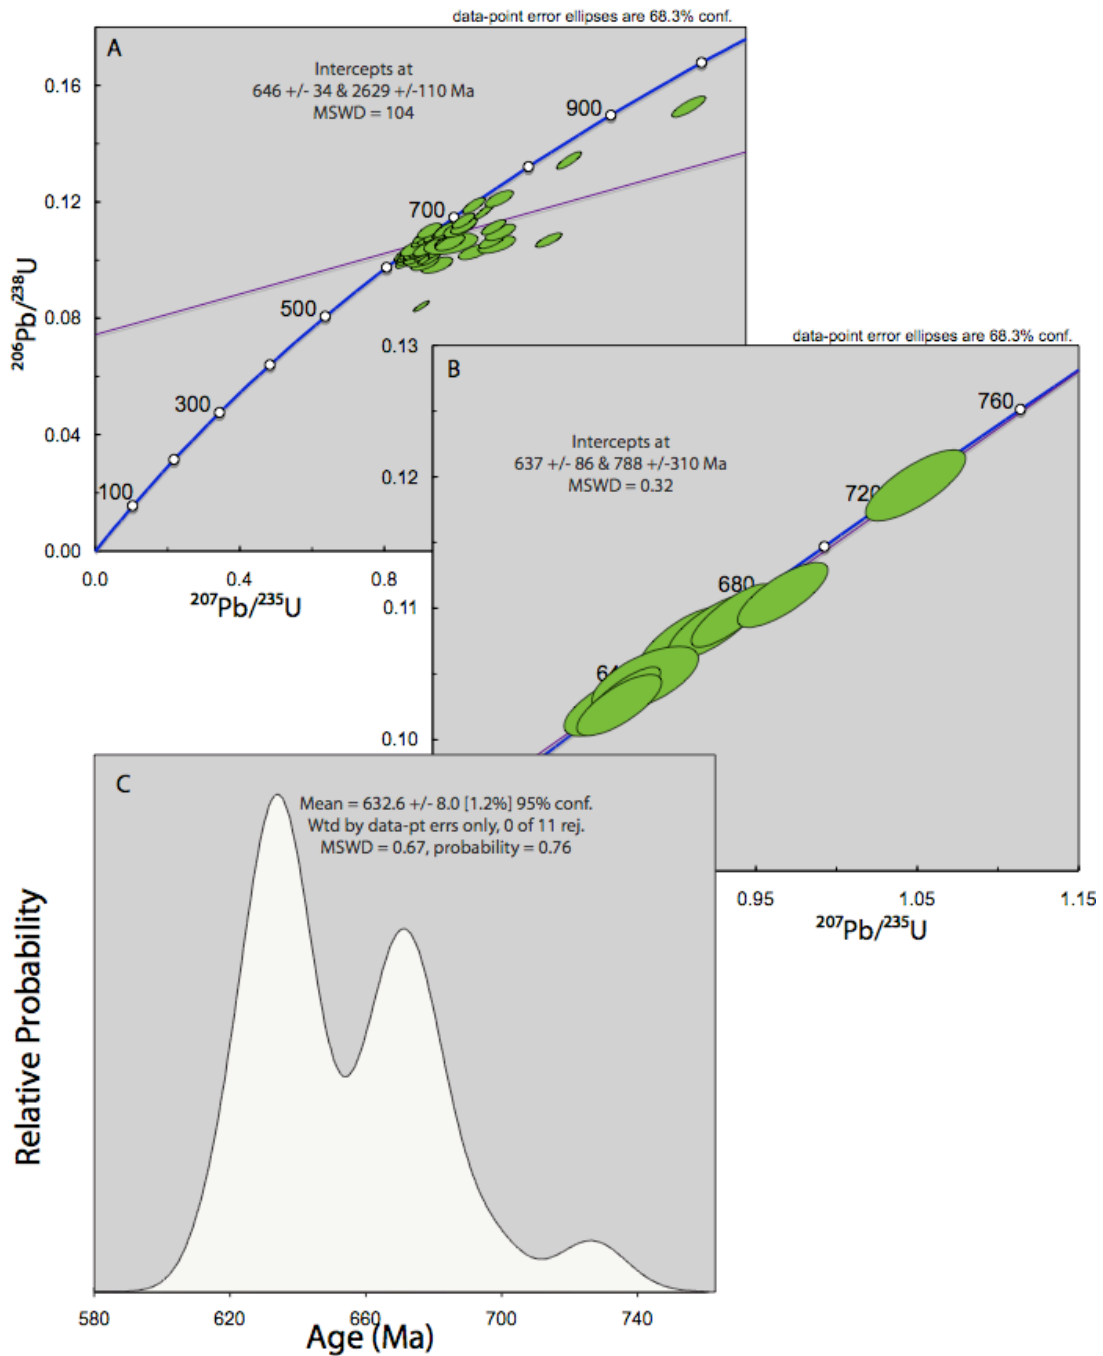 data-point error ellipses are 68.3% conf.
A
Intercepts at
646 +/- 34 & 2629 +/-110 Ma
MSWD = 104
0.16
900
0.12
700
206Pb/238U
0.08
500
0.04
300
100
0.00
0.0
0.4
0.8
207Pb/235U
data-point error ellipses are 68.3% conf.
0.13
B
760
Intercepts at
637 +/- 86 & 788 +/-310 Ma
MSWD = 0.32
0.12
720
680
0.11
64
0.10
0.95
1.05
1.15
207Pb/235U
C
Mean = 632.6 +/- 8.0 [1.2%] 95% conf.
Wtd by data-pt errs only, 0 of 11 rej.
MSWD = 0.67, probability = 0.76
Relative Probability
580
620
660
700
740
Age (Ma)